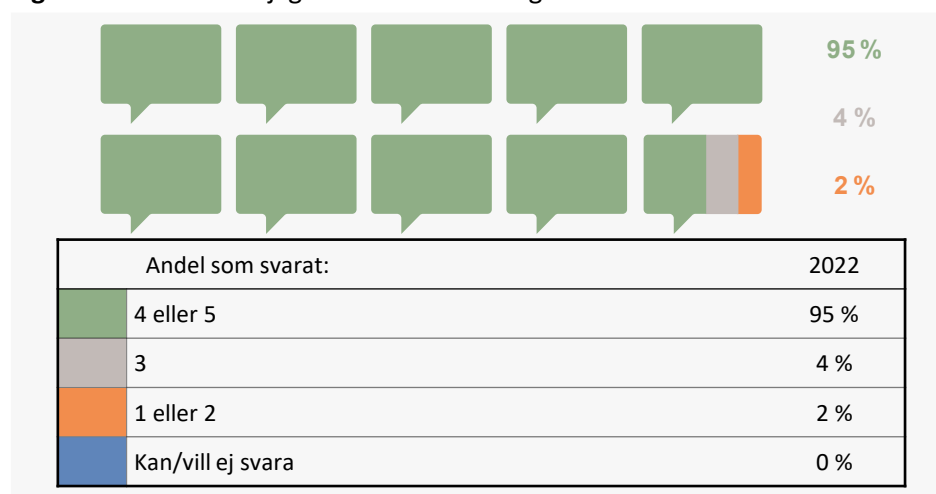 95 %
4 %
2 %
Andel som svarat: 2022
4 eller 5 95 %
3 4 %
1 eller 2 2 %
Kan/vill ej svara 0 %